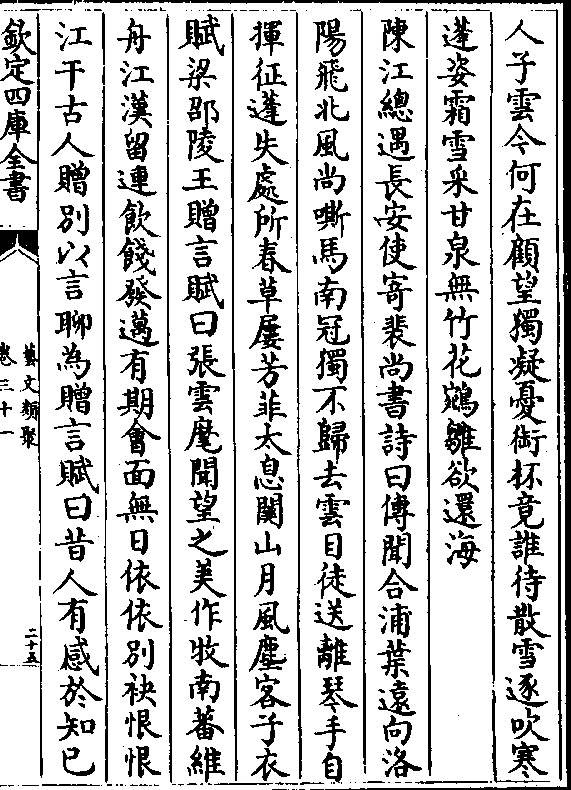 人子雲今何在顧望獨凝憂銜杯竟誰待散雪逐吹寒
蓬姿霜雪采甘泉無竹花鵷雛欲還海
陳江總遇長安使寄裴尚書詩曰傳聞合浦葉遠向洛
陽飛北風尚嘶馬南冠獨不歸去雲目徒送離琴手自
揮征蓬失處所春草屢芳菲太息關山月風塵客子衣
賦梁邵陵王贈言賦曰張雲麾聞望之美作牧南蕃維
舟江漢留連飲餞發邁有期會面無日依依別袂恨恨
江干古人贈別以言聊為贈言賦曰昔人有感於知已
欽定四庫全書
藝文類聚
卷三十一
二十五